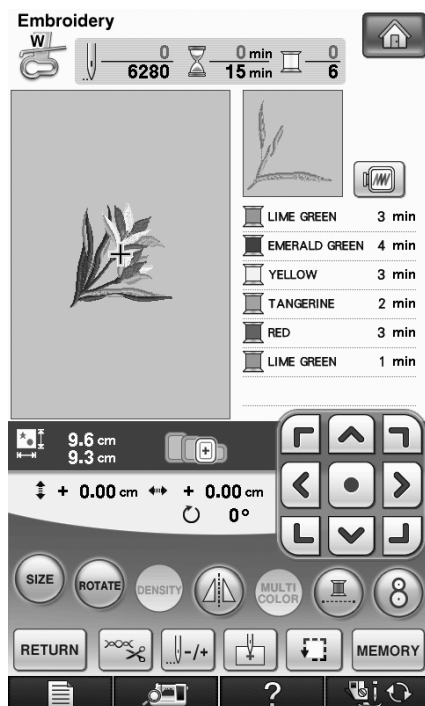 Embroidery
W
0 0 min 0
6280 15 min 6
LIME GREEN 3 min
EMERALD GREEN 4 min
YELLOW 3 min
TANGERINE 2 min
RED 3 min
LIME GREEN 1 min
9.6 cm
9.3 cm
+ 0.00 cm + 0.00 cm
0°
SIZE
ROTATE
DENSITY
MULTI
COLOR
8
RETURN
-/+
MEMORY
?